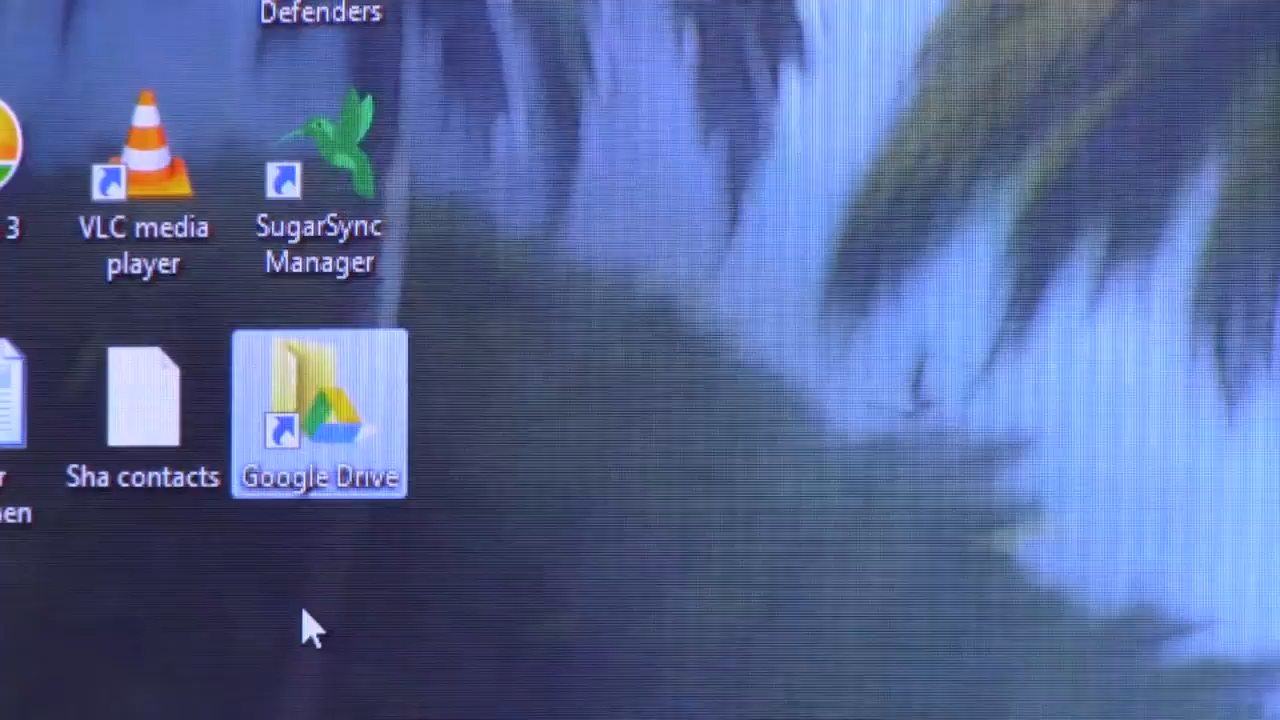 Defenders
3
VLC media
player
SugarSync
Manager
Sha contacts
Google Drive